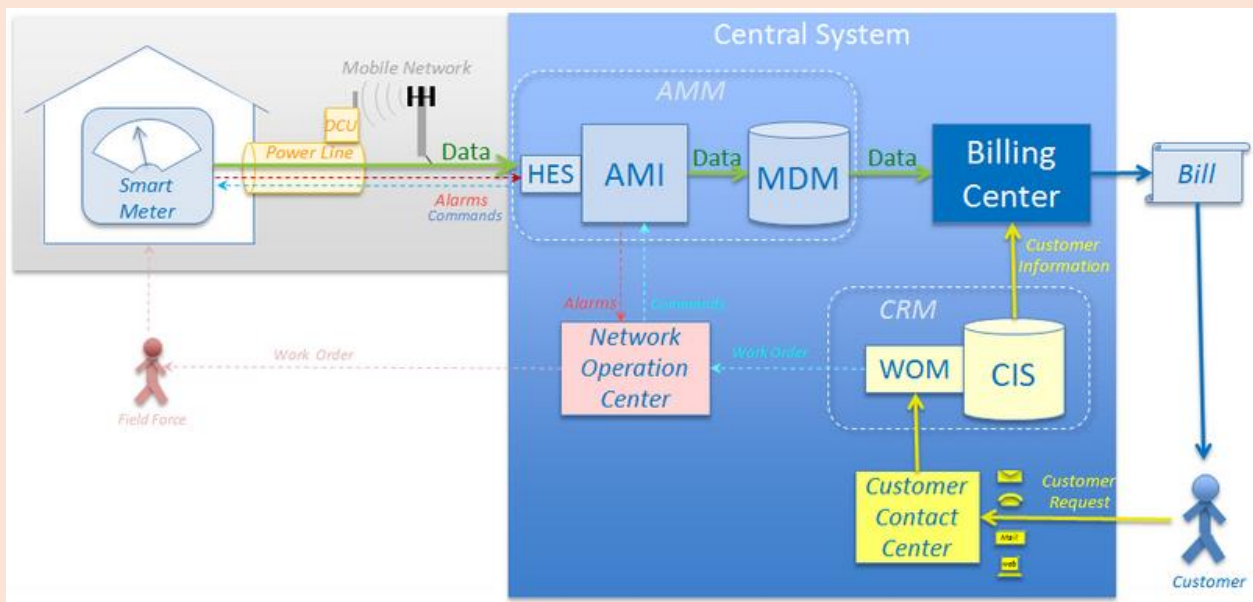 Central System
Mobile Network
AMM
DCU
Power Line
Data
HES
AMI
Data
MDM
Data
Billing
Center
Bill
Smart
Meter
Alarms
Commands
Customer
Information
Alarms
Commands
CRM
Network
Operation
Center
Work Order
Work Order
WOM
CIS
Field Force
Customer
Contact
Center
Customer
Request
Mail
web
Customer